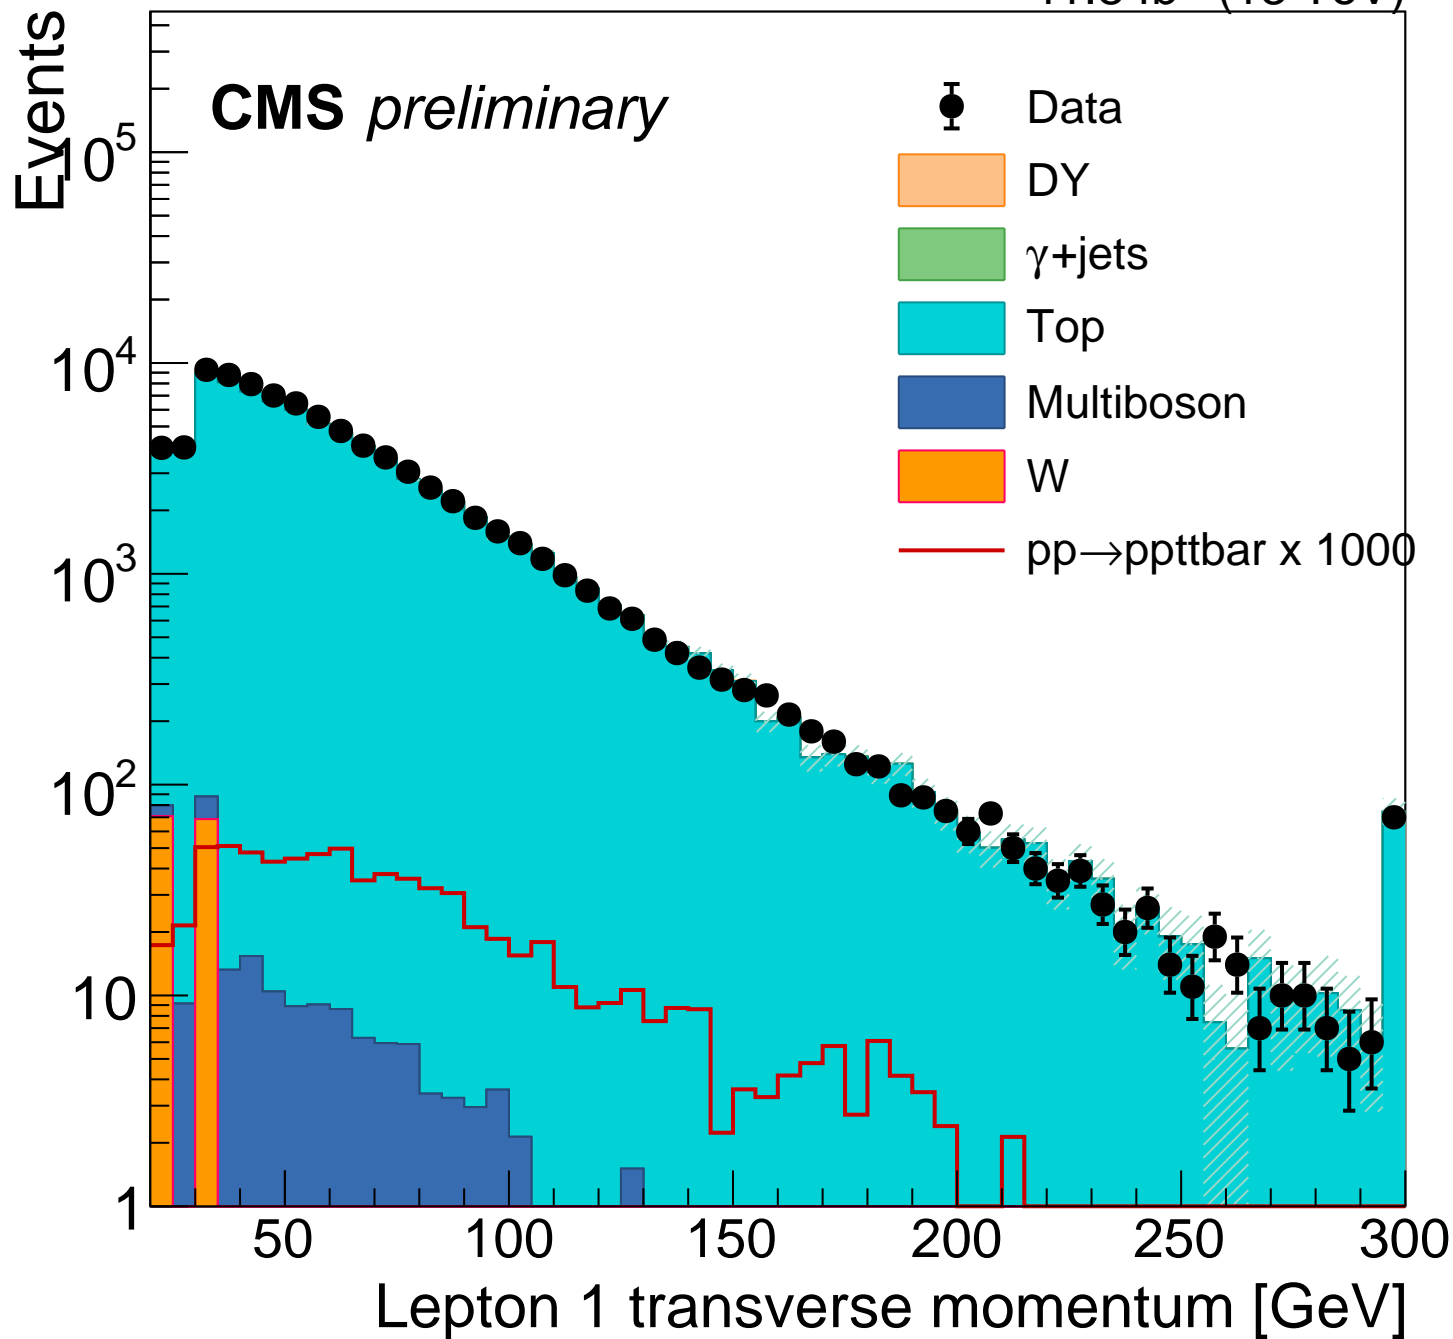 CMS preliminary
Events
Data
DY
γ+jets
Top
Multiboson
W
pp→ppttbar x 1000
10^5
10^4
10^3
10^2
10
1
50 100 150 200 250 300
Lepton 1 transverse momentum [GeV]